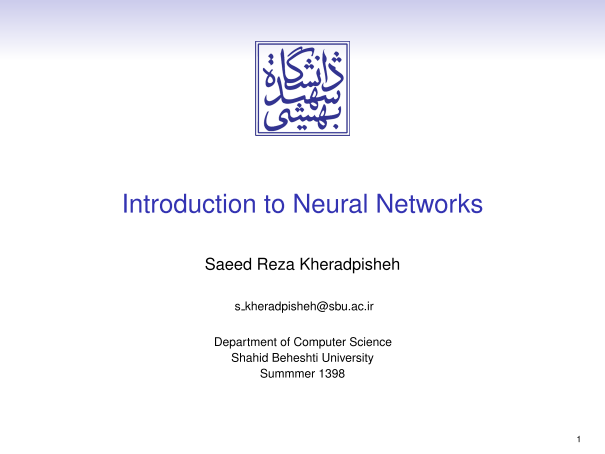 دانشگاه
شهید
بهشتی
Introduction to Neural Networks
Saeed Reza Kheradpisheh
s_kheradpisheh@sbu.ac.ir
Department of Computer Science
Shahid Beheshti University
Summmer 1398
1